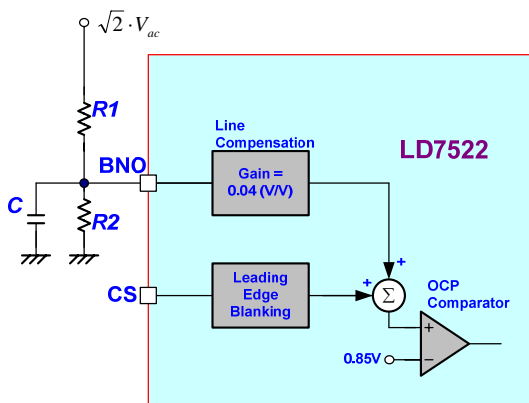 √2 · Vac
R1
Line
Compensation
LD7522
BNO
Gain =
0.04 (V/V)
C
R2
+
CS
Leading
Edge
Blanking
+
Σ
OCP
Comparator
+
0.85V
−